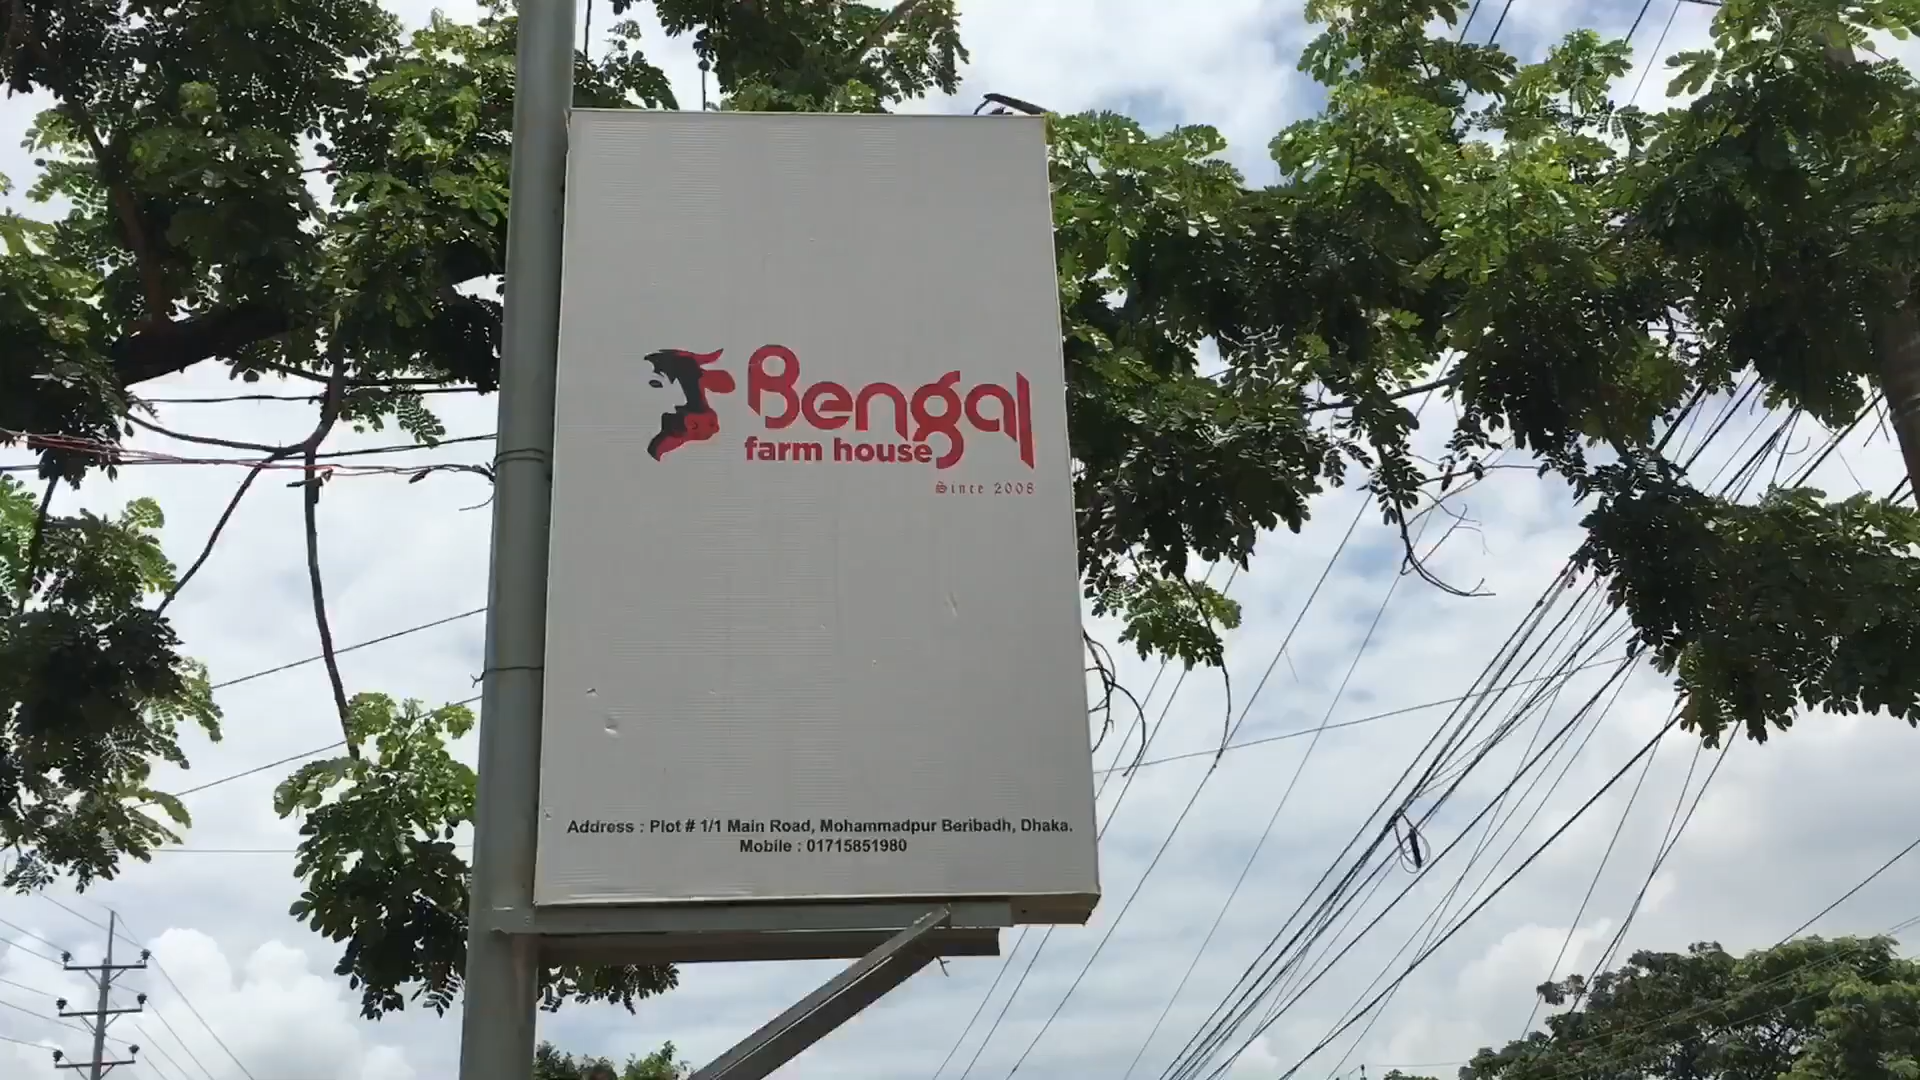 Bengal
farm house
Since 2008
Address : Plot # 1/1 Main Road, Mohammadpur Beribadh, Dhaka.
Mobile : 01715851980